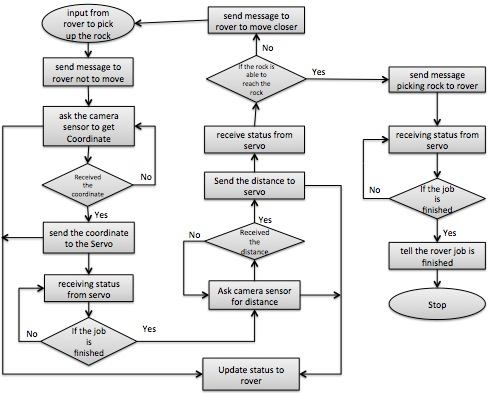 input from
rover to pick
up the rock
send message to
rover not to move
ask the camera
sensor to get
Coordinate
Received
the
coordinate
No
Yes
send the coordinate
to the Servo
receiving status
from servo
If the job
is
finished
No
Yes
send message to
rover to move closer
No
If the rock is
able to
reach the
rock
Yes
receive status from
servo
Send the distance to
servo
Yes
No
Received
the
distance
Ask camera sensor
for distance
Update status to
rover
send message
picking rock to rover
receiving status from
servo
No
If the job
is
finished
Yes
tell the rover job is
finished
Stop